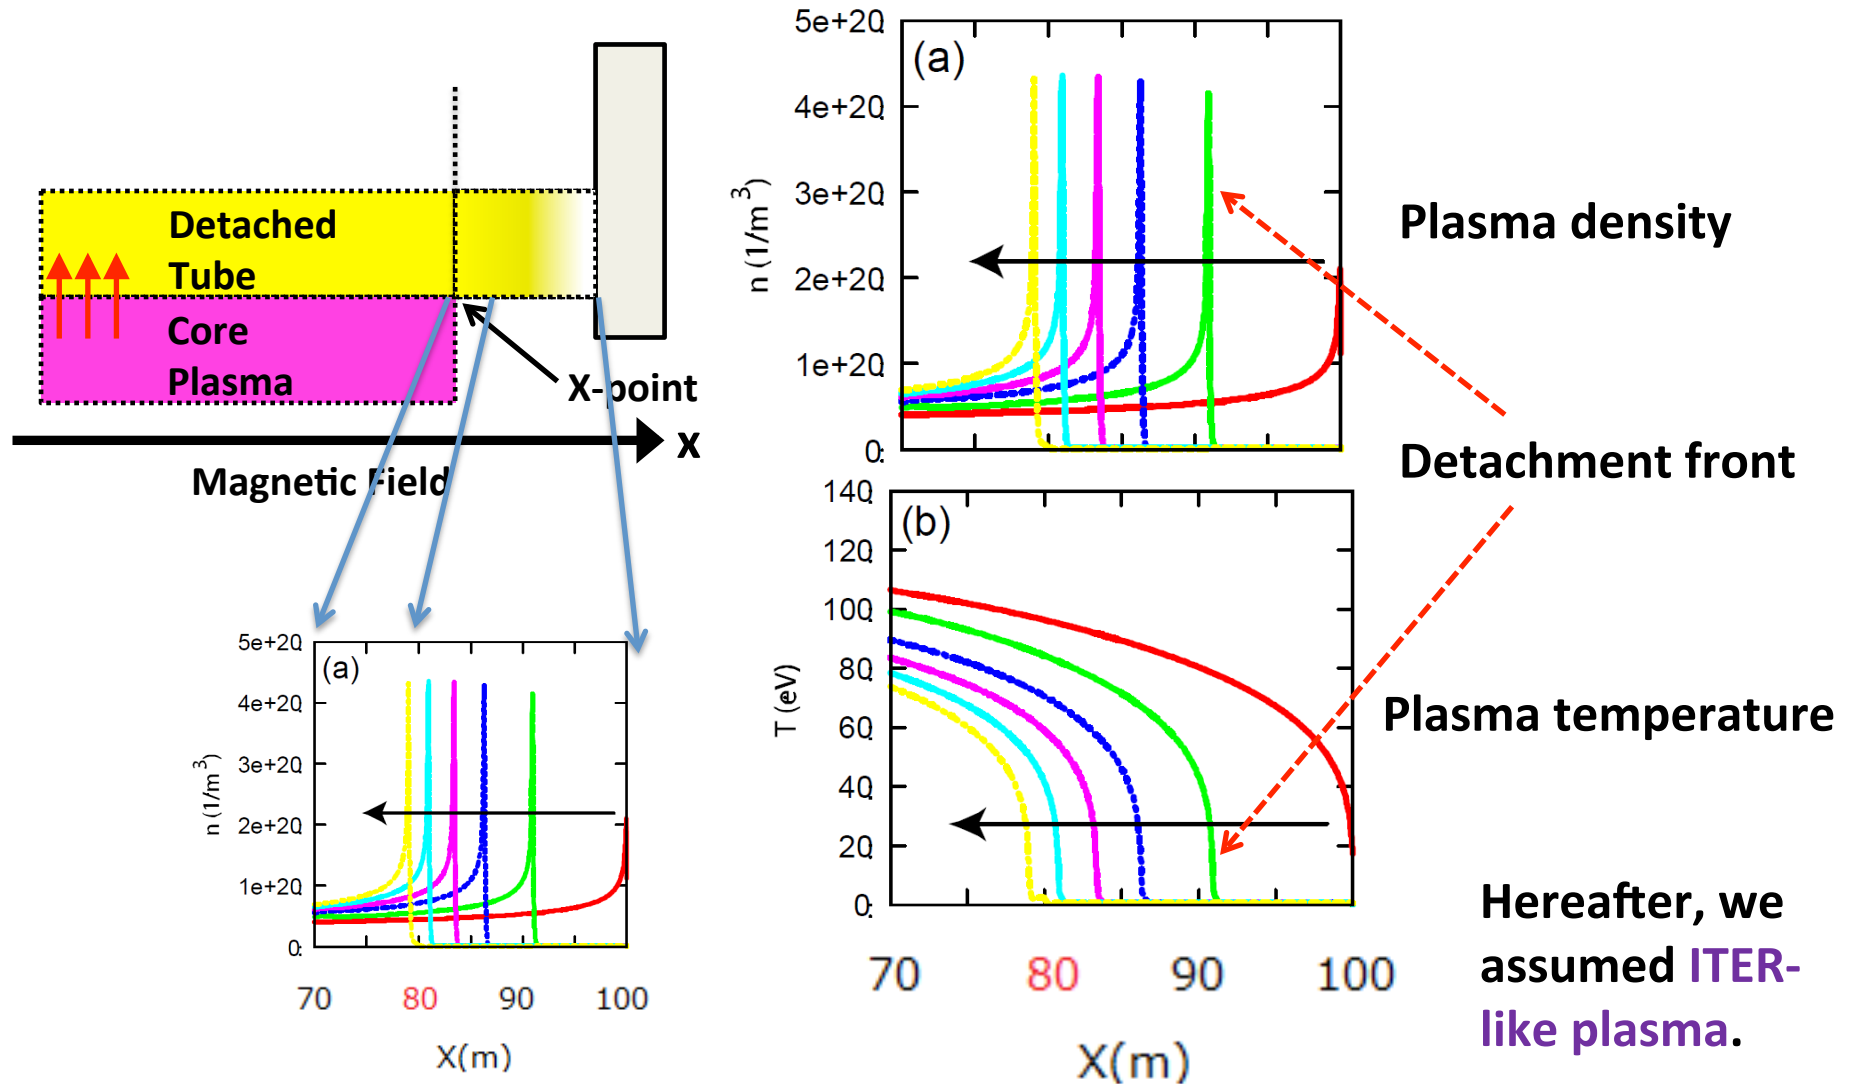 Detached
Tube
Core
Plasma
X-point
x
Magnetic Field
5e+20
4e+20
3e+20
2e+20
1e+20
0
(a)
n (1/m³)
70
80
90
100
X(m)
5e+20
4e+20
3e+20
2e+20
1e+20
0
(a)
n (1/m³)
140
120
100
80
60
40
20
0
(b)
T (eV)
70
80
90
100
X(m)
Plasma density
Detachment front
Plasma temperature
Hereafter, we
assumed ITER-
like plasma.